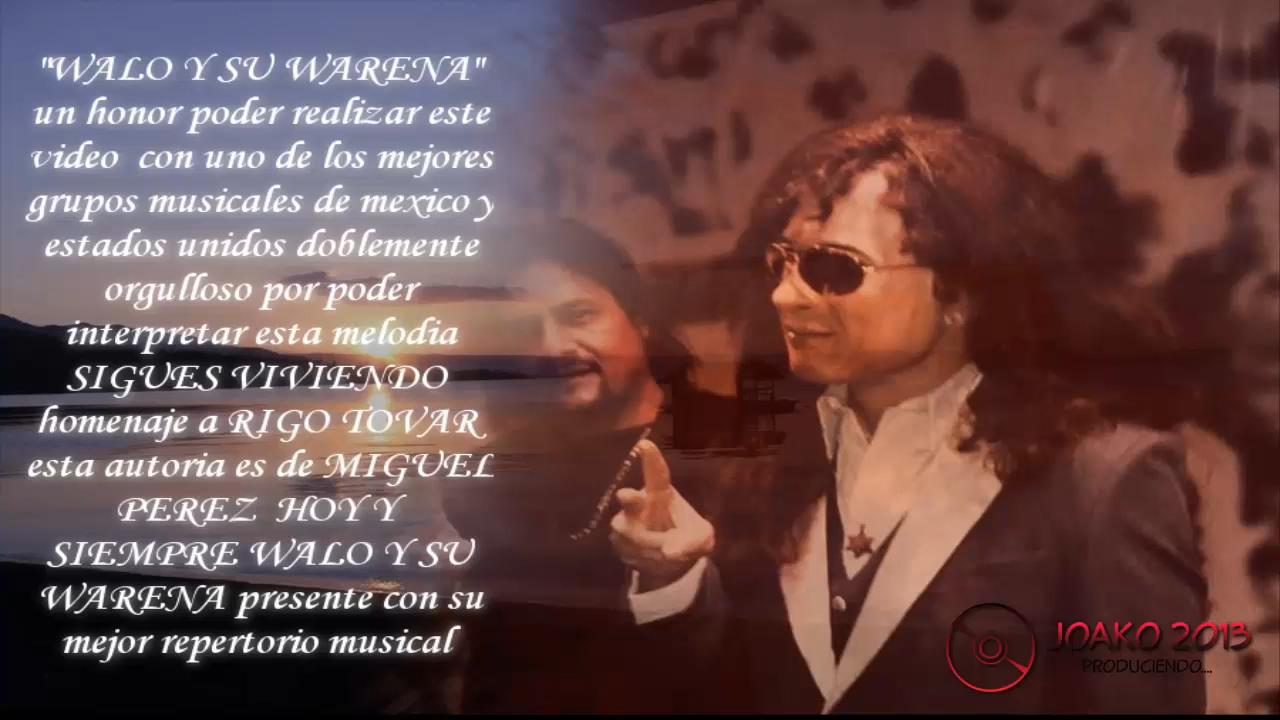 "WALO Y SU WARENA"
un honor poder realizar este
video con uno de los mejores
grupos musicales de mexico y
estados unidos doblemente
orgulloso por poder
interpretar esta melodia
SIGUES VIVIENDO
homenaje a RIGO TOVAR
esta autoria es de MIGUEL
PEREZ HOY Y
SIEMPRE WALO Y SU
WARENA presente con su
mejor repertorio musical
JOAKO 2013
PRODUCIENDO....